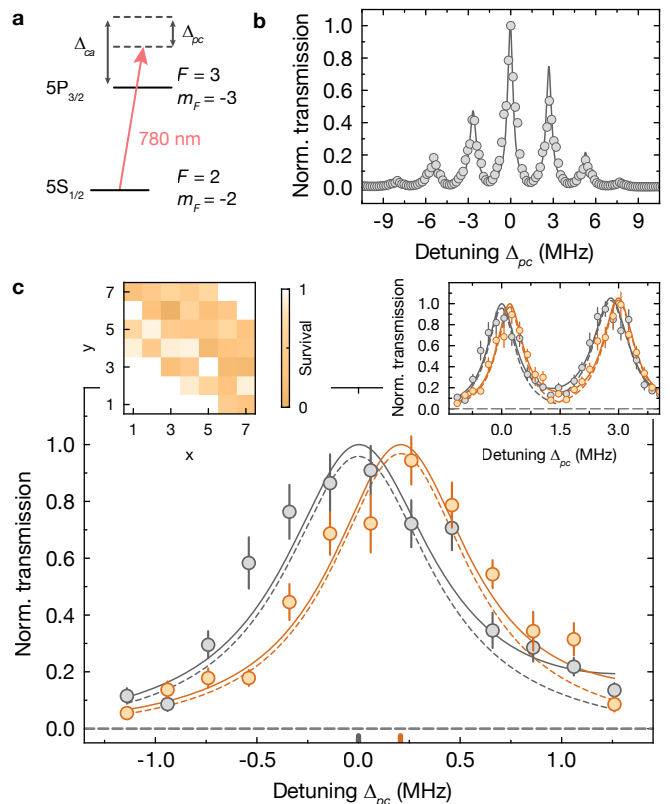 a
Δca
Δpc
5P3/2
F = 3
mF = -3
780 nm
5S1/2
F = 2
mF = -2
b
Norm. transmission
1.0
0.8
0.6
0.4
0.2
0.0
-9 -6 -3 0 3 6 9
Detuning Δpc (MHz)
c
y
7
5
3
1
1 3 5 7
x
1
0
Survival
Norm. transmission
1.0
0.8
0.6
0.4
0.2
0.0
0.0 1.5 3.0
Detuning Δpc (MHz)
Norm. transmission
1.0
0.8
0.6
0.4
0.2
0.0
-1.0 -0.5 0.0 0.5 1.0
Detuning Δpc (MHz)